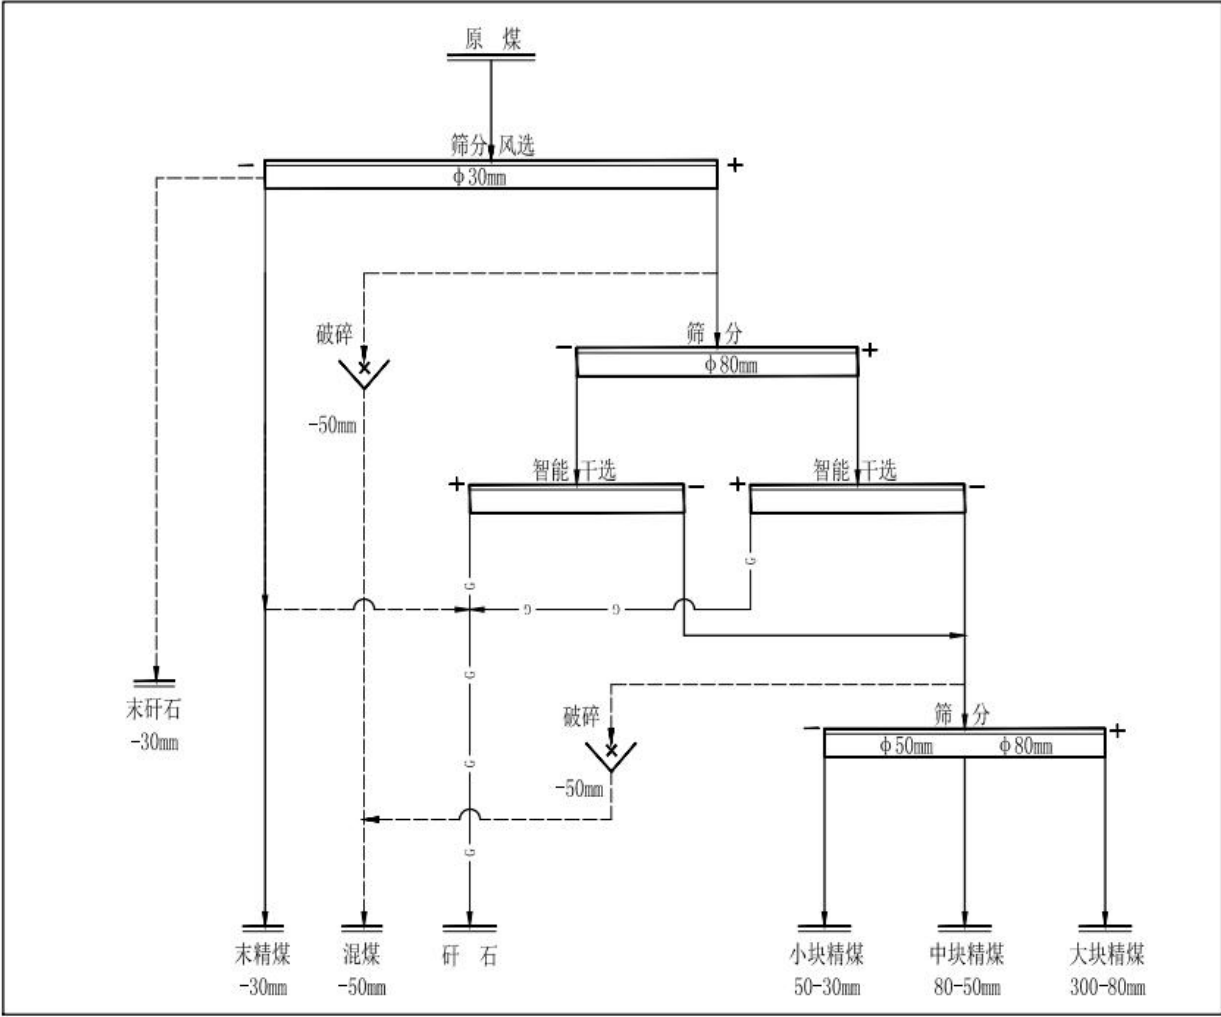 原 煤
筛分 风选
－ +
φ30mm
破碎
-50mm
筛 分
－ +
φ80mm
智能 干选
+ －
智能 干选
+ －
G
G
G
G
G
G
G
末矸石
-30mm
破碎
-50mm
筛 分
－ +
φ50mm φ80mm
末精煤
-30mm
混煤
-50mm
矸 石
小块精煤
50-30mm
中块精煤
80-50mm
大块精煤
300-80mm